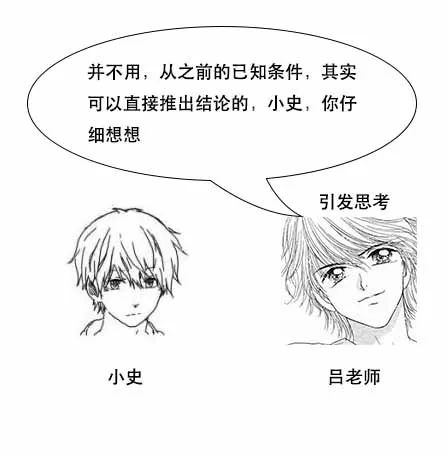 并不用，从之前的已知条件，其实
可以直接推出结论的，小史，你仔
细想想
引发思考
小史
吕老师